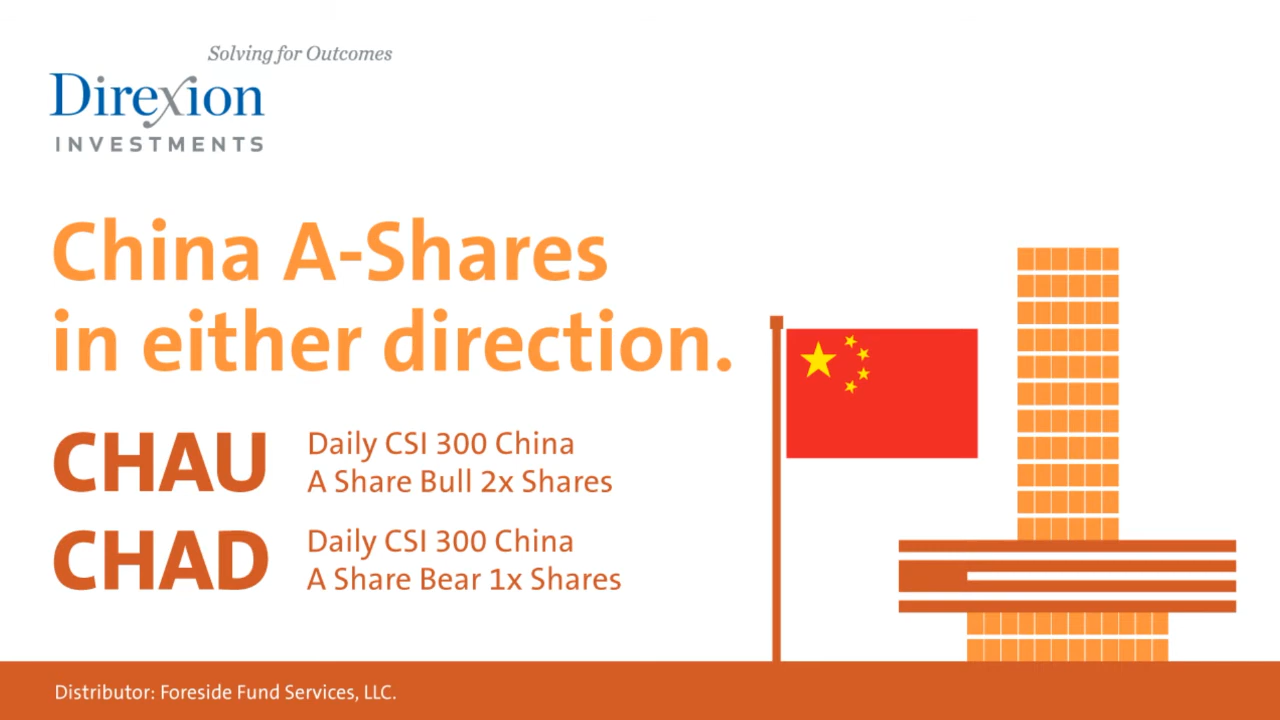 Solving for Outcomes
Direxion
INVESTMENTS
China A-Shares
in either direction.
CHAU
Daily CSI 300 China
A Share Bull 2x Shares
CHAD
Daily CSI 300 China
A Share Bear 1x Shares
Distributor: Foreside Fund Services, LLC.